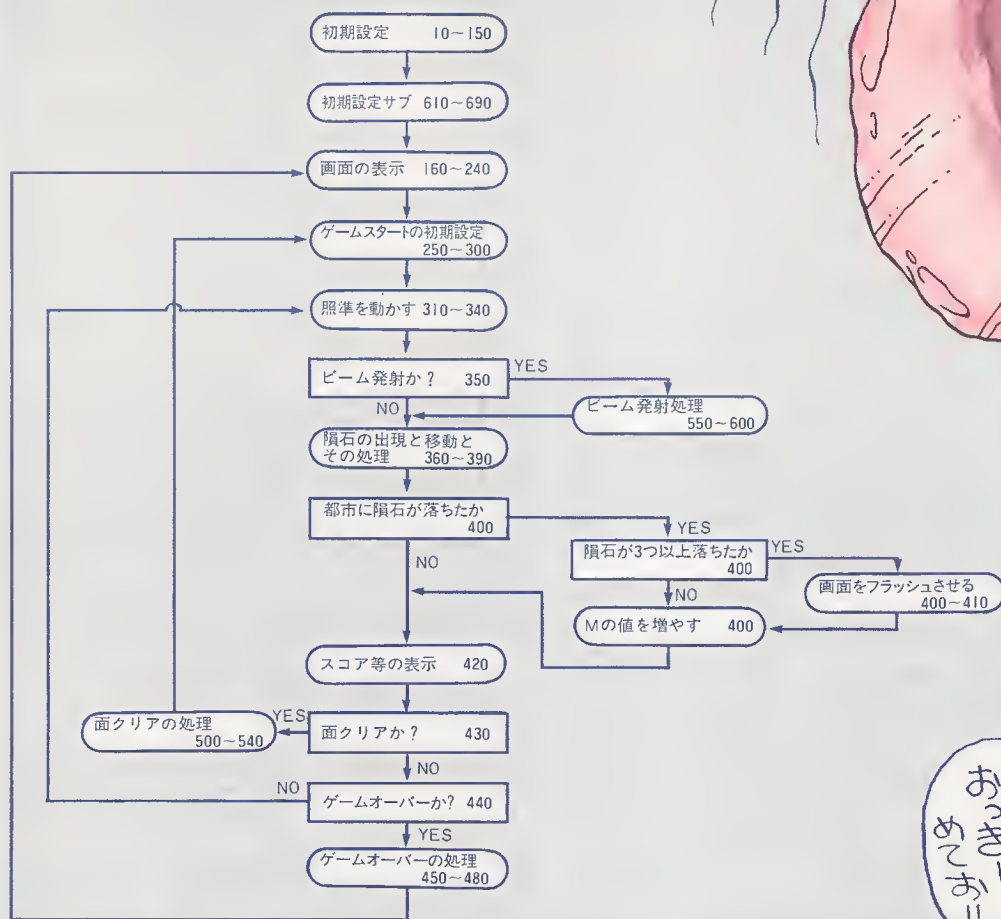 初期設定 10~150
初期設定サブ 610~690
画面の表示 160~240
ゲームスタートの初期設定
250~300
照準を動かす 310~340
ビーム発射か? 350
YES
NO
ビーム発射処理
550~600
隕石の出現と移動と
その処理 360~390
都市に隕石が落ちたか
400
YES
NO
隕石が3つ以上落ちたか
400
YES
NO
画面をフラッシュさせる
400~410
Mの値を増やす 400
スコア等の表示 420
面クリアか? 430
YES
面クリアの処理
500~540
NO
ゲームオーバーか? 440
NO
YES
ゲームオーバーの処理
450~480
めてお